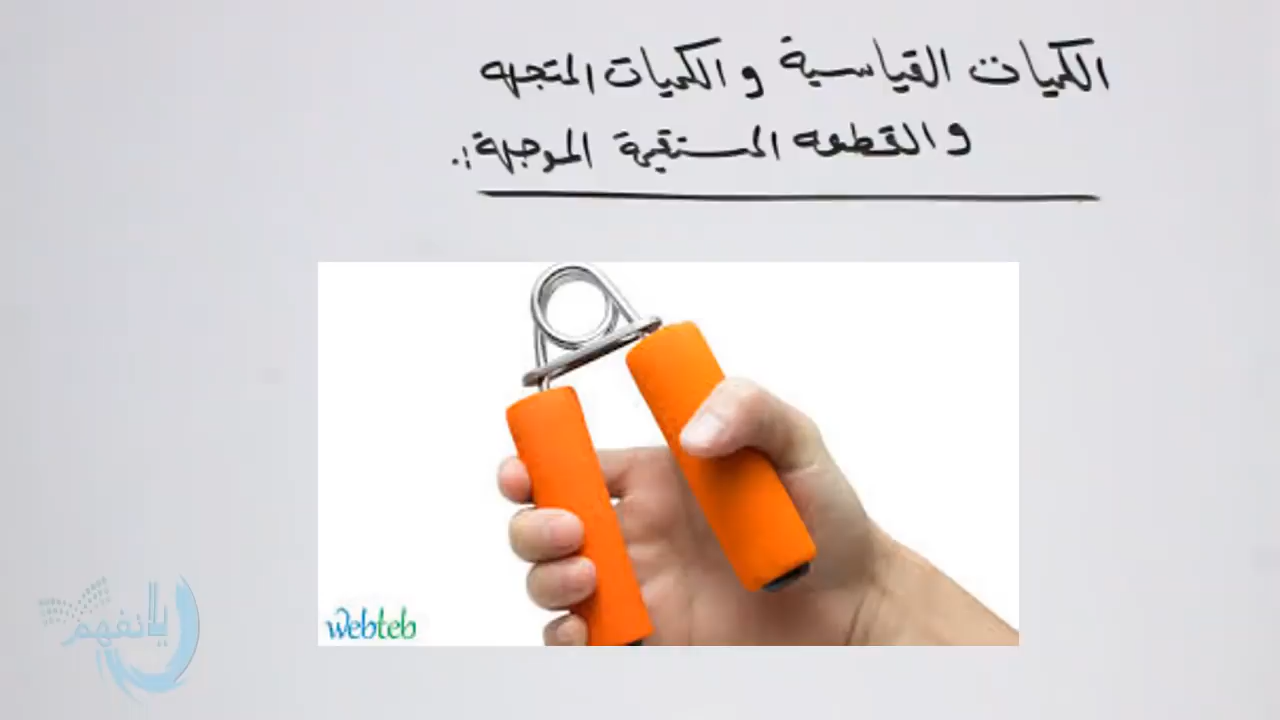 الكميات القياسية و الكميات المتجهه
و القطعه المستقيمة الموجهة :.
webteb
يلا نفهم